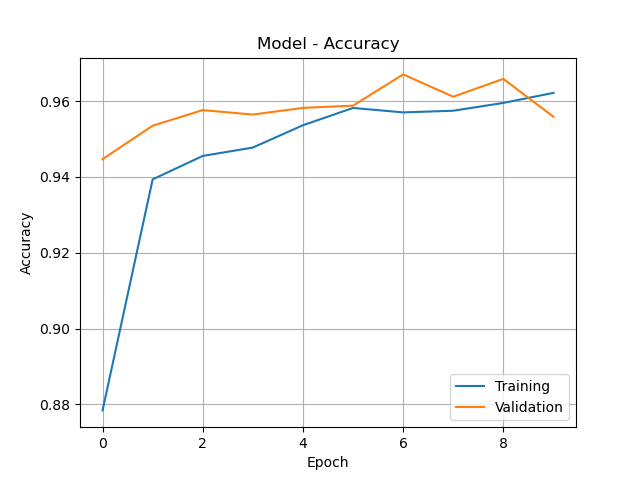 Model - Accuracy
Accuracy
0.96
0.94
0.92
0.90
0.88
0 2 4 6 8
Epoch
Training
Validation